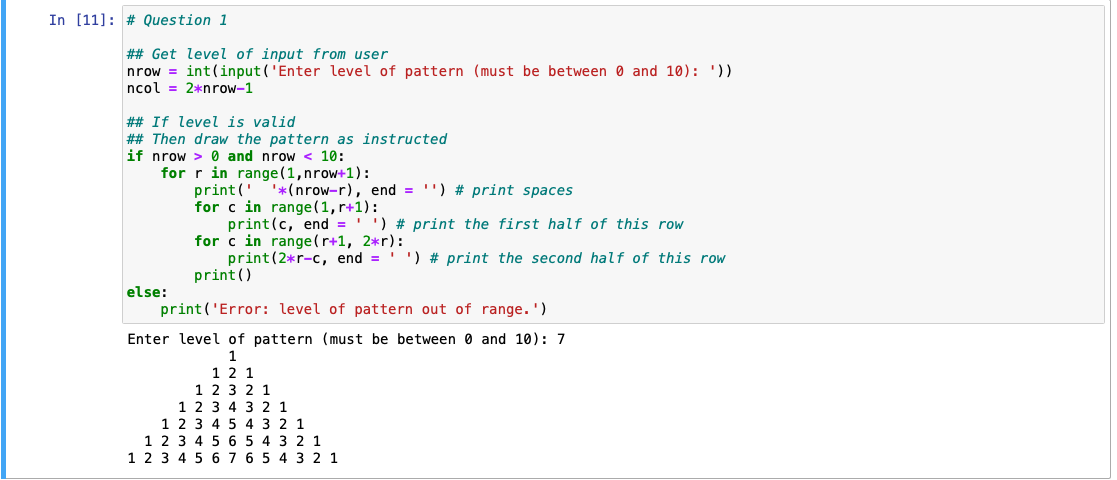 In [11]: # Question 1

## Get level of input from user
nrow = int(input('Enter level of pattern (must be between 0 and 10): '))
ncol = 2*nrow-1

## If level is valid
## Then draw the pattern as instructed
if nrow > 0 and nrow < 10:
    for r in range(1,nrow+1):
        print('  '*(nrow-r), end = '') # print spaces
        for c in range(1,r+1):
            print(c, end = ' ') # print the first half of this row
        for c in range(r+1, 2*r):
            print(2*r-c, end = ' ') # print the second half of this row
        print()
else:
    print('Error: level of pattern out of range.')
Enter level of pattern (must be between 0 and 10): 7
            1
          1 2 1
        1 2 3 2 1
      1 2 3 4 3 2 1
    1 2 3 4 5 4 3 2 1
  1 2 3 4 5 6 5 4 3 2 1
1 2 3 4 5 6 7 6 5 4 3 2 1